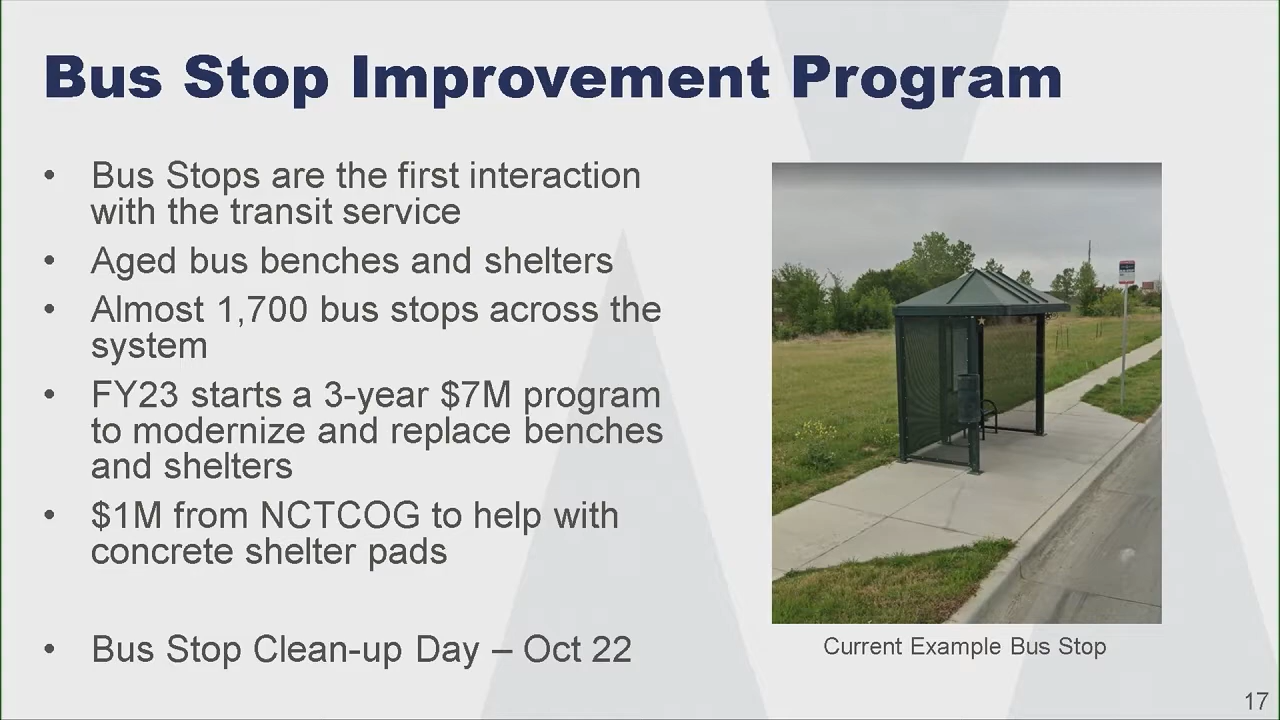 Bus Stop Improvement Program
• Bus Stops are the first interaction
with the transit service
• Aged bus benches and shelters
• Almost 1,700 bus stops across the
system
• FY23 starts a 3-year $7M program
to modernize and replace benches
and shelters
• $1M from NCTCOG to help with
concrete shelter pads
• Bus Stop Clean-up Day – Oct 22
Current Example Bus Stop
17